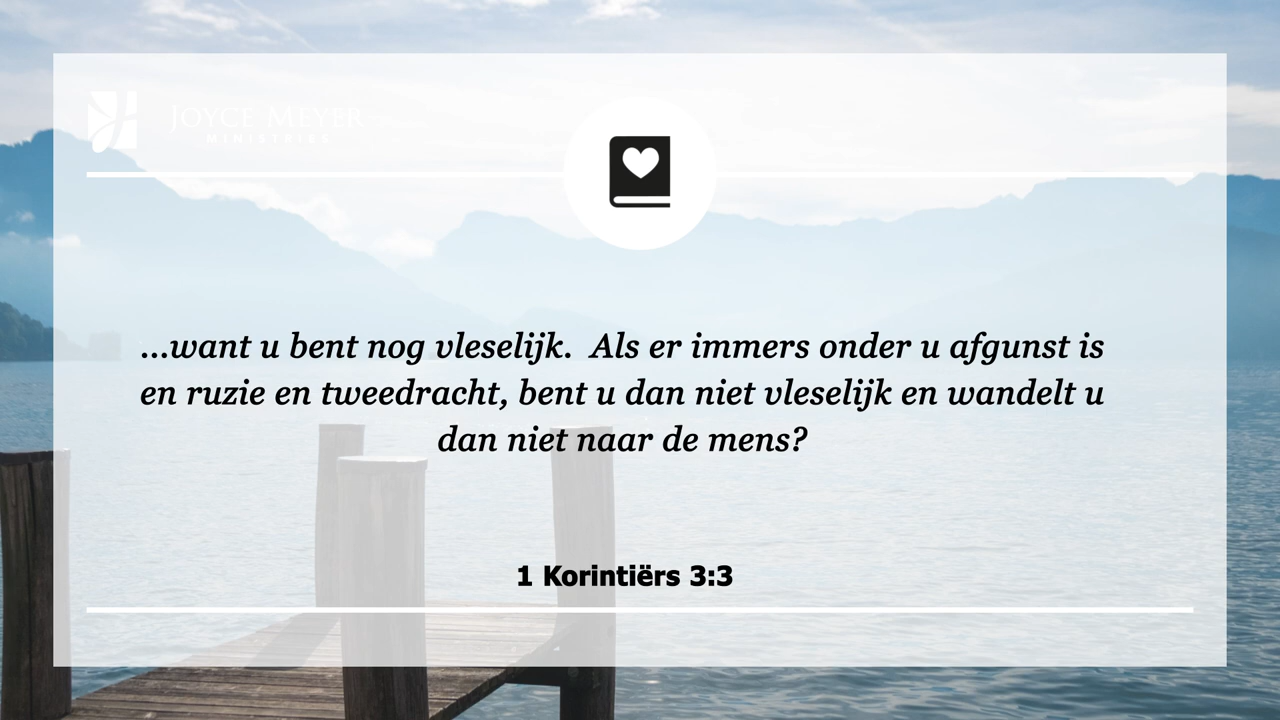 JOYCE MEYER
MINISTRIES
...want u bent nog vleselijk.  Als er immers onder u afgunst is
en ruzie en tweedracht, bent u dan niet vleselijk en wandelt u
dan niet naar de mens?
1 Korintiërs 3:3